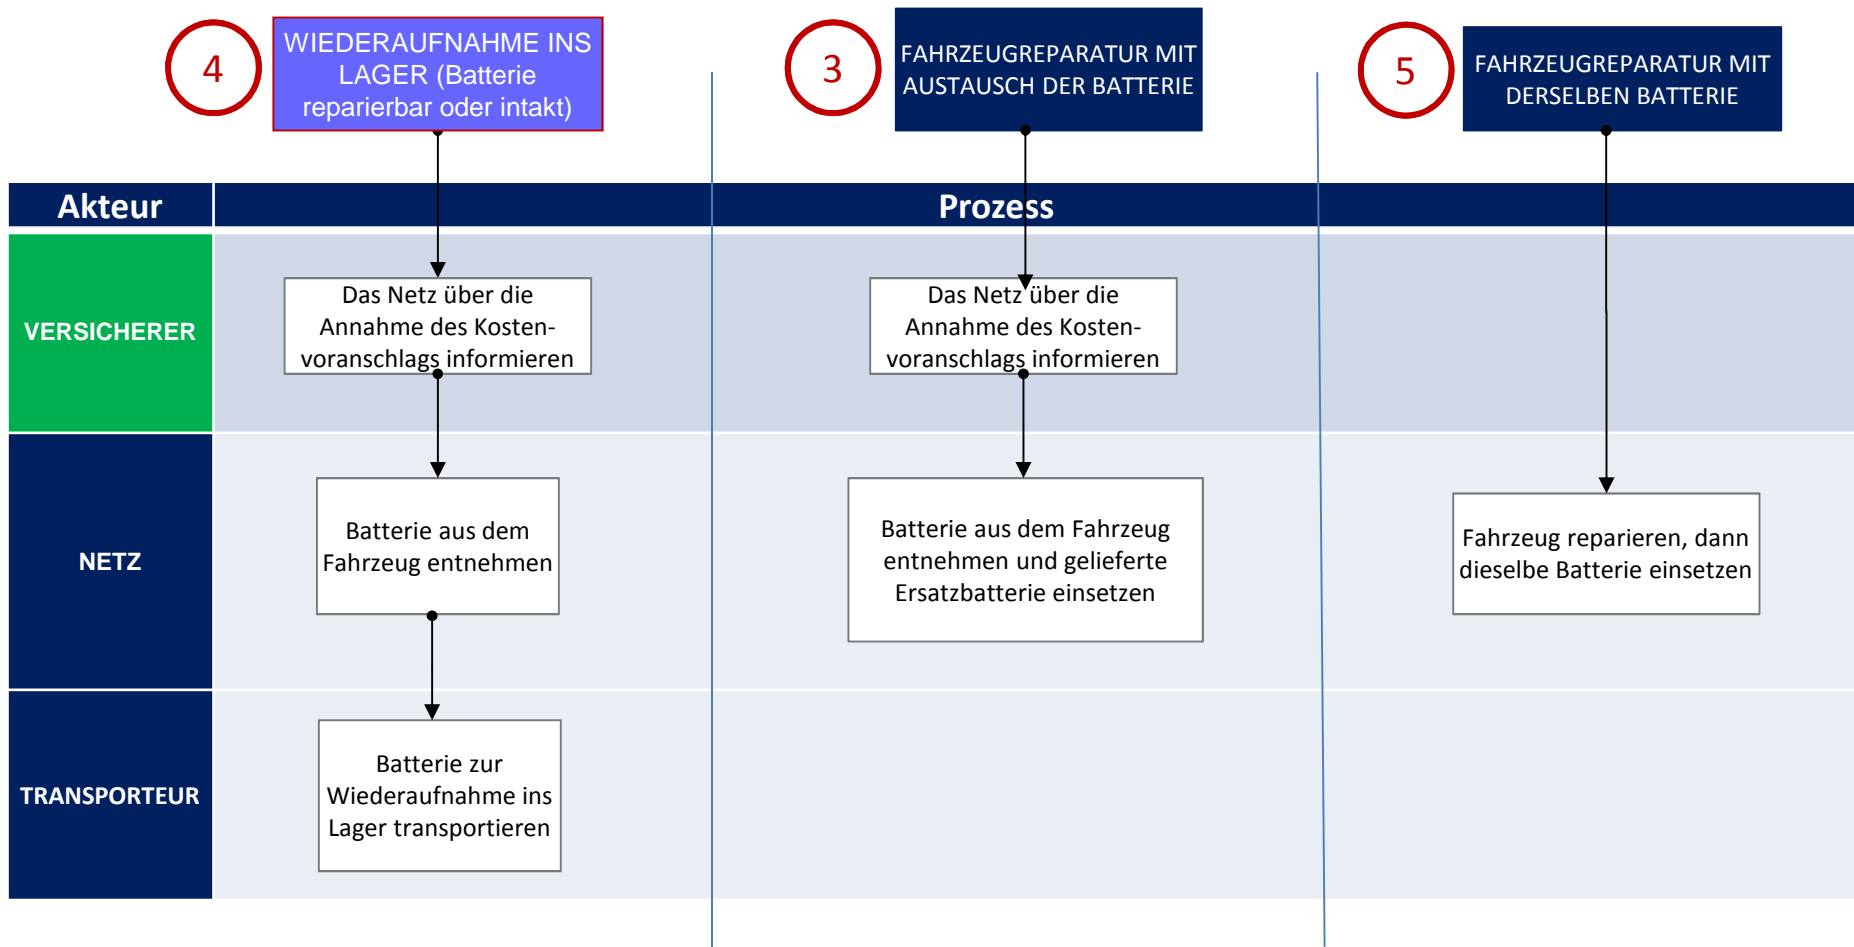 4
WIEDERAUFNAHME INS
LAGER (Batterie
reparierbar oder intakt)
3
FAHRZEUGREPARATUR MIT
AUSTAUSCH DER BATTERIE
5
FAHRZEUGREPARATUR MIT
DERSELBEN BATTERIE
Akteur
Prozess
VERSICHERER
Das Netz über die
Annahme des Kosten-
voranschlags informieren
Das Netz über die
Annahme des Kosten-
voranschlags informieren
NETZ
Batterie aus dem
Fahrzeug entnehmen
Batterie aus dem Fahrzeug
entnehmen und gelieferte
Ersatzbatterie einsetzen
Fahrzeug reparieren, dann
dieselbe Batterie einsetzen
TRANSPORTEUR
Batterie zur
Wiederaufnahme ins
Lager transportieren